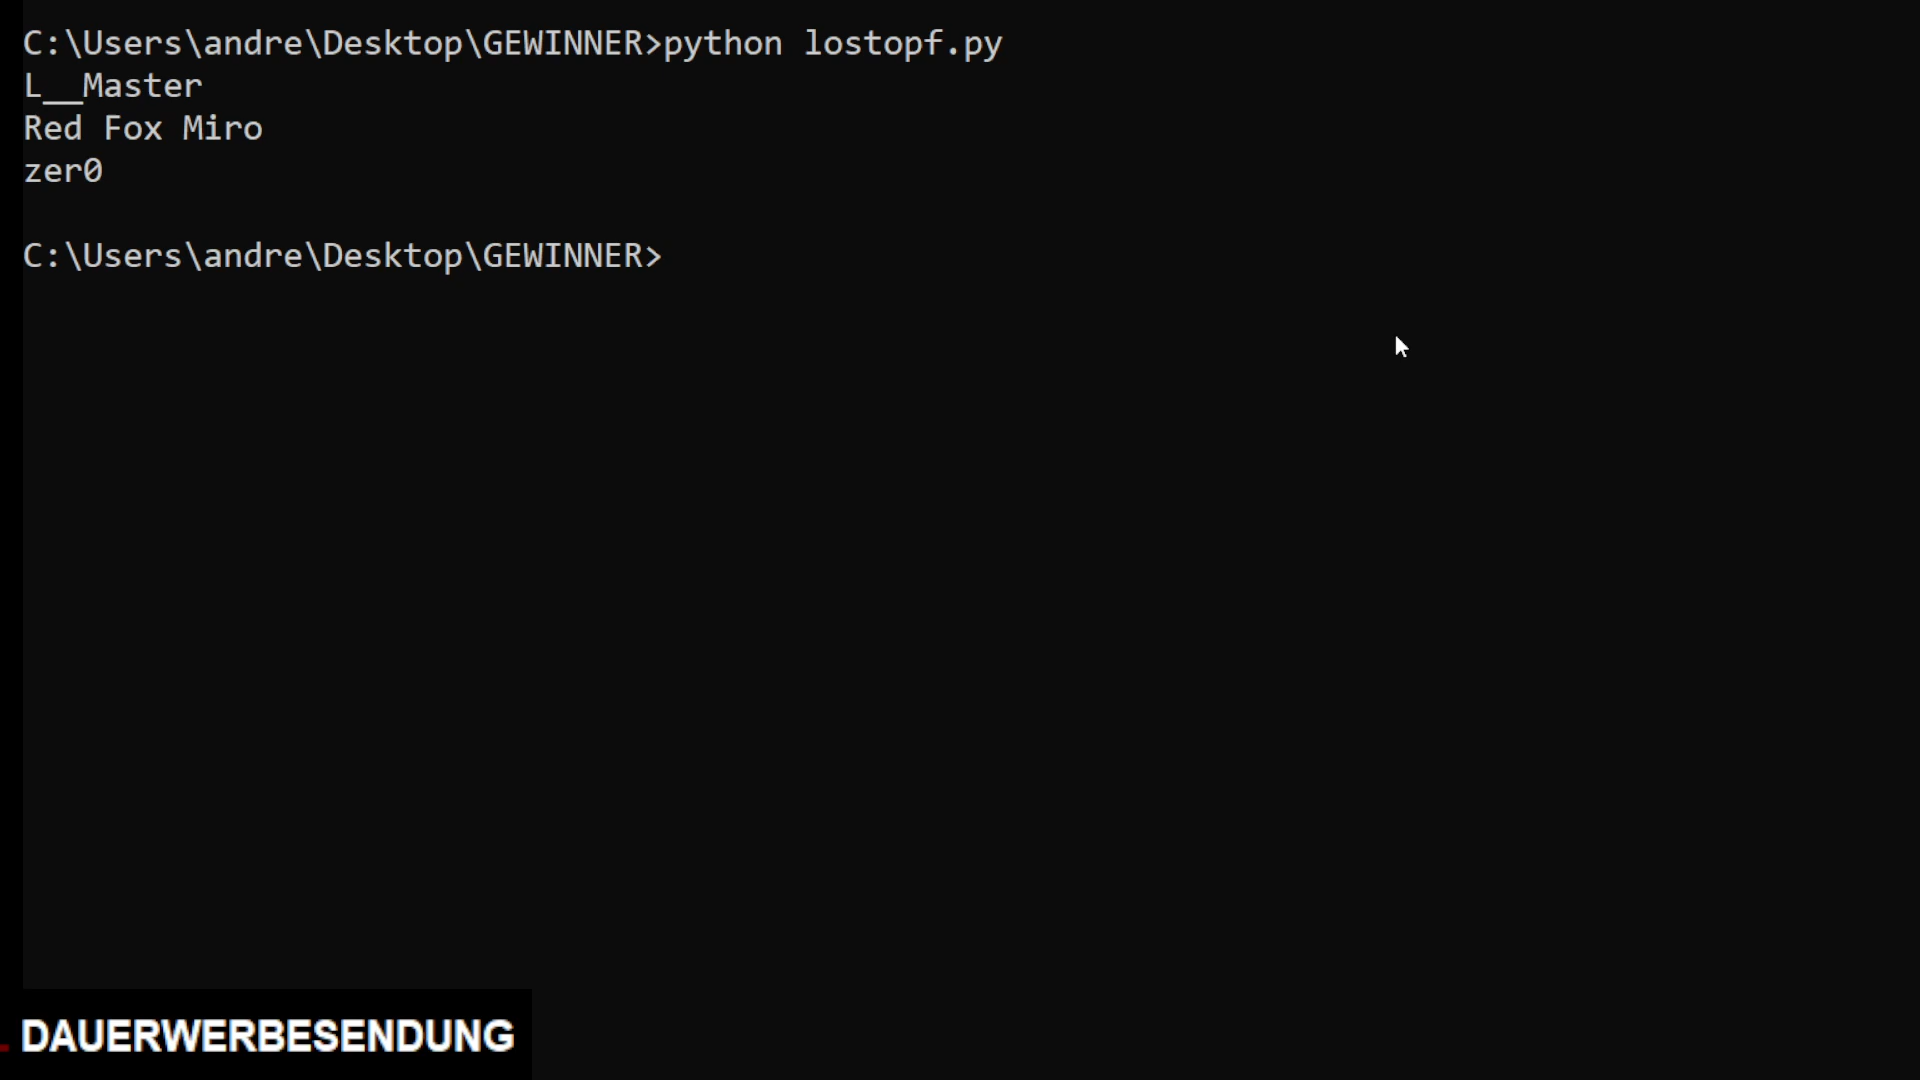 C:\Users\andre\Desktop\GEWINNER>python lostopf.py
L__Master
Red Fox Miro
zer0
C:\Users\andre\Desktop\GEWINNER>
DAUERWERBESENDUNG